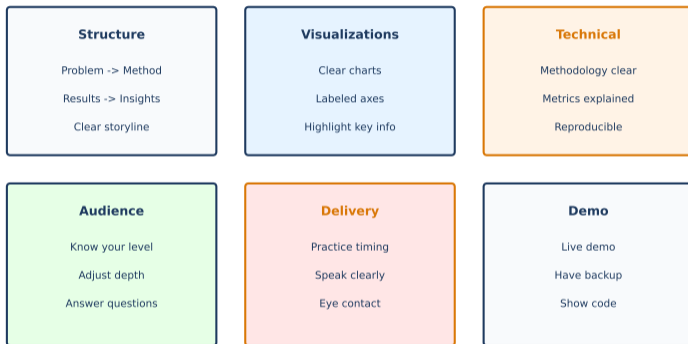 Structure
Problem -> Method
Results -> Insights
Clear storyline
Visualizations
Clear charts
Labeled axes
Highlight key info
Technical
Methodology clear
Metrics explained
Reproducible
Audience
Know your level
Adjust depth
Answer questions
Delivery
Practice timing
Speak clearly
Eye contact
Demo
Live demo
Have backup
Show code